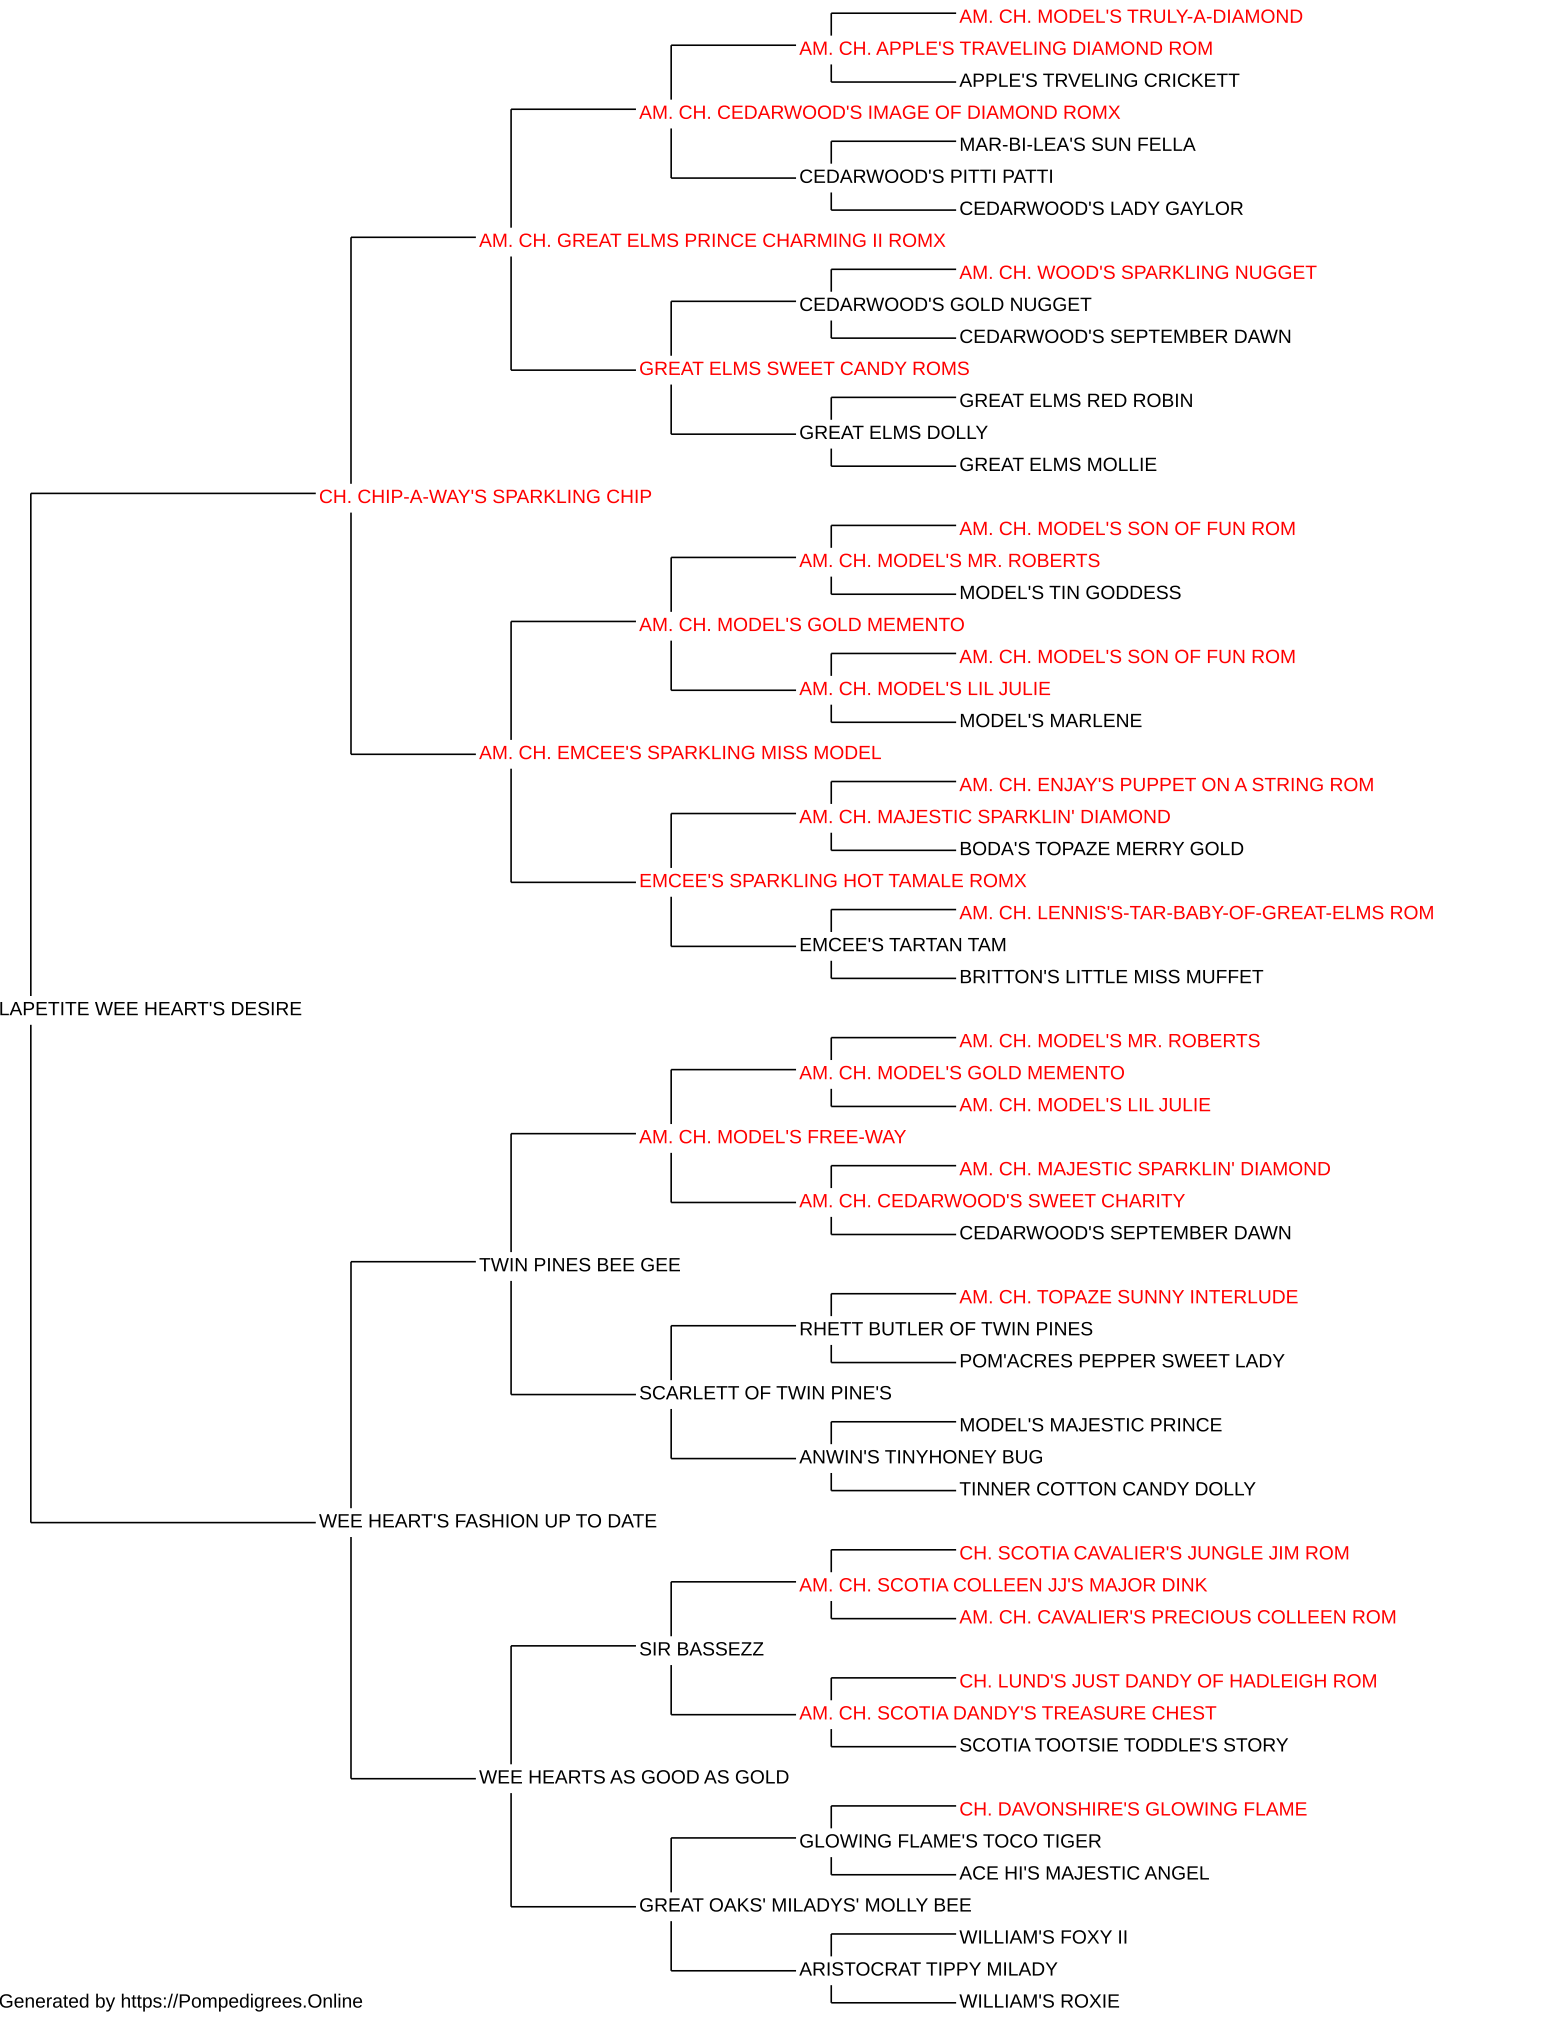 AM. CH. MODEL'S TRULY-A-DIAMOND
AM. CH. APPLE'S TRAVELING DIAMOND ROM
APPLE'S TRVELING CRICKETT
AM. CH. CEDARWOOD'S IMAGE OF DIAMOND ROMX
MAR-BI-LEA'S SUN FELLA
CEDARWOOD'S PITTI PATTI
CEDARWOOD'S LADY GAYLOR
AM. CH. GREAT ELMS PRINCE CHARMING II ROMX
AM. CH. WOOD'S SPARKLING NUGGET
CEDARWOOD'S GOLD NUGGET
CEDARWOOD'S SEPTEMBER DAWN
GREAT ELMS SWEET CANDY ROMS
GREAT ELMS RED ROBIN
GREAT ELMS DOLLY
GREAT ELMS MOLLIE
CH. CHIP-A-WAY'S SPARKLING CHIP
AM. CH. MODEL'S SON OF FUN ROM
AM. CH. MODEL'S MR. ROBERTS
MODEL'S TIN GODDESS
AM. CH. MODEL'S GOLD MEMENTO
AM. CH. MODEL'S SON OF FUN ROM
AM. CH. MODEL'S LIL JULIE
MODEL'S MARLENE
AM. CH. EMCEE'S SPARKLING MISS MODEL
AM. CH. ENJAY'S PUPPET ON A STRING ROM
AM. CH. MAJESTIC SPARKLIN' DIAMOND
BODA'S TOPAZE MERRY GOLD
EMCEE'S SPARKLING HOT TAMALE ROMX
AM. CH. LENNIS'S-TAR-BABY-OF-GREAT-ELMS ROM
EMCEE'S TARTAN TAM
BRITTON'S LITTLE MISS MUFFET
LAPETITE WEE HEART'S DESIRE
AM. CH. MODEL'S MR. ROBERTS
AM. CH. MODEL'S GOLD MEMENTO
AM. CH. MODEL'S LIL JULIE
AM. CH. MODEL'S FREE-WAY
AM. CH. MAJESTIC SPARKLIN' DIAMOND
AM. CH. CEDARWOOD'S SWEET CHARITY
CEDARWOOD'S SEPTEMBER DAWN
TWIN PINES BEE GEE
AM. CH. TOPAZE SUNNY INTERLUDE
RHETT BUTLER OF TWIN PINES
POM'ACRES PEPPER SWEET LADY
SCARLETT OF TWIN PINE'S
MODEL'S MAJESTIC PRINCE
ANWIN'S TINYHONEY BUG
TINNER COTTON CANDY DOLLY
WEE HEART'S FASHION UP TO DATE
CH. SCOTIA CAVALIER'S JUNGLE JIM ROM
AM. CH. SCOTIA COLLEEN JJ'S MAJOR DINK
AM. CH. CAVALIER'S PRECIOUS COLLEEN ROM
SIR BASSEZZ
CH. LUND'S JUST DANDY OF HADLEIGH ROM
AM. CH. SCOTIA DANDY'S TREASURE CHEST
SCOTIA TOOTSIE TODDLE'S STORY
WEE HEARTS AS GOOD AS GOLD
CH. DAVONSHIRE'S GLOWING FLAME
GLOWING FLAME'S TOCO TIGER
ACE HI'S MAJESTIC ANGEL
GREAT OAKS' MILADYS' MOLLY BEE
WILLIAM'S FOXY II
ARISTOCRAT TIPPY MILADY
WILLIAM'S ROXIE
Generated by https://Pompedigrees.Online